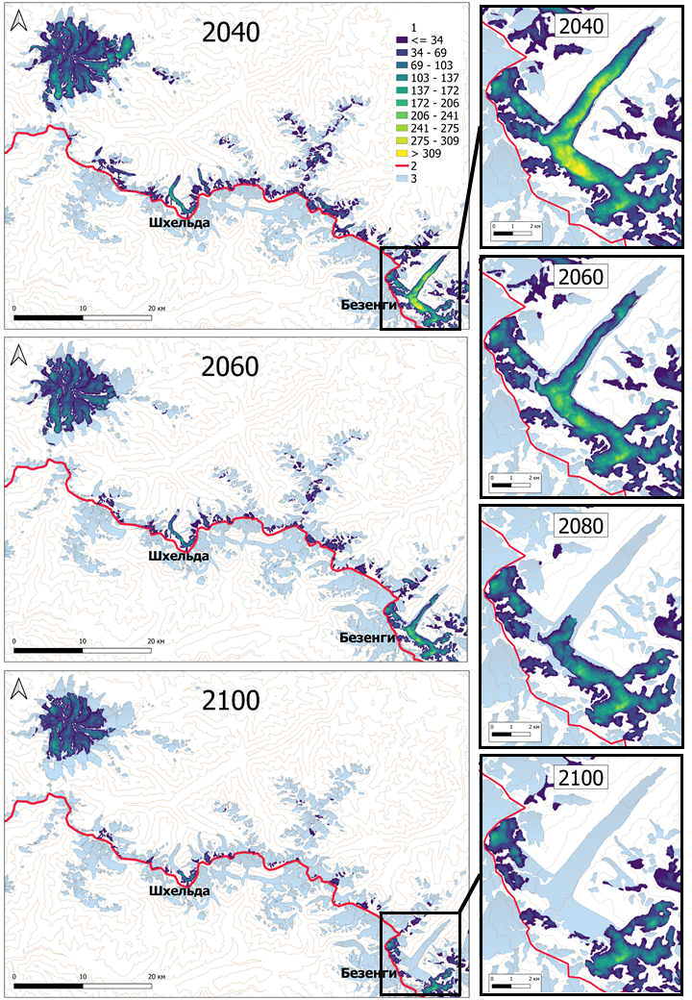 2040
1
<= 34
34 - 69
69 - 103
103 - 137
137 - 172
172 - 206
206 - 241
241 - 275
275 - 309
> 309
2
3
Шхельда
Безенги
0 10 20 км
2060
Шхельда
Безенги
0 10 20 км
2100
Шхельда
Безенги
0 10 20 км
2040
0 1 2 км
2060
0 1 2 км
2080
0 1 2 км
2100
0 1 2 км